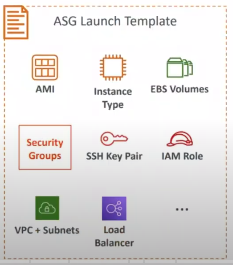 ASG Launch Template
AMI
Instance
Type
EBS Volumes
Security
Groups
SSH Key Pair
IAM Role
VPC + Subnets
Load
Balancer
...